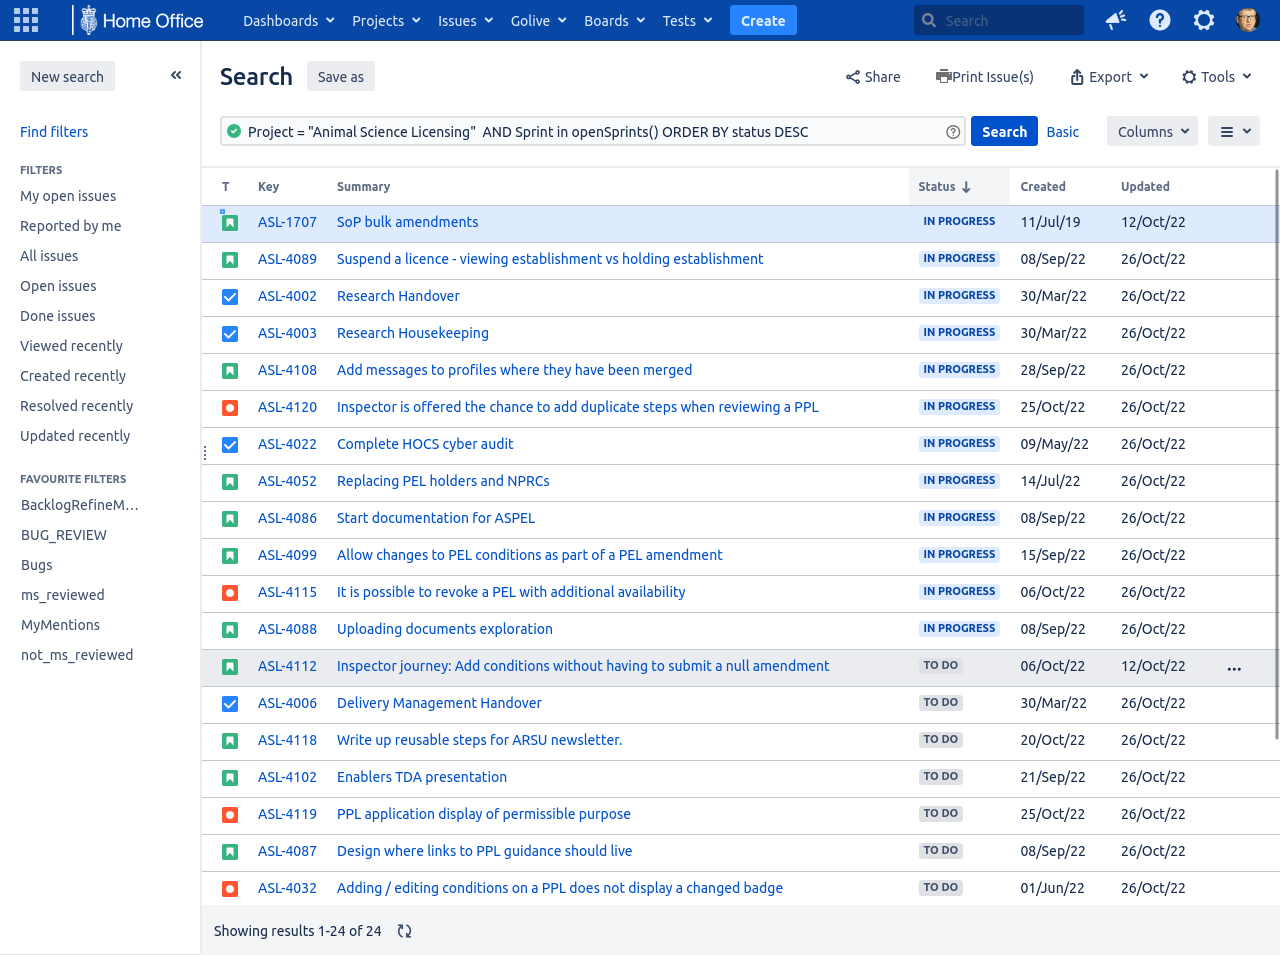 Home Office Dashboards Projects Issues Golive Boards Tests Create Search
New search
Find filters
FILTERS
My open issues
Reported by me
All issues
Open issues
Done issues
Viewed recently
Created recently
Resolved recently
Updated recently
FAVOURITE FILTERS
BacklogRefineM...
BUG_REVIEW
Bugs
ms_reviewed
MyMentions
not_ms_reviewed
Search Save as Share Print Issue(s) Export Tools
Project = "Animal Science Licensing" AND Sprint in openSprints() ORDER BY status DESC Search Basic Columns
T Key Summary Status Created Updated
ASL-1707 SoP bulk amendments IN PROGRESS 11/Jul/19 12/Oct/22
ASL-4089 Suspend a licence - viewing establishment vs holding establishment IN PROGRESS 08/Sep/22 26/Oct/22
ASL-4002 Research Handover IN PROGRESS 30/Mar/22 26/Oct/22
ASL-4003 Research Housekeeping IN PROGRESS 30/Mar/22 26/Oct/22
ASL-4108 Add messages to profiles where they have been merged IN PROGRESS 28/Sep/22 26/Oct/22
ASL-4120 Inspector is offered the chance to add duplicate steps when reviewing a PPL IN PROGRESS 25/Oct/22 26/Oct/22
ASL-4022 Complete HOCS cyber audit IN PROGRESS 09/May/22 26/Oct/22
ASL-4052 Replacing PEL holders and NPRCs IN PROGRESS 14/Jul/22 26/Oct/22
ASL-4086 Start documentation for ASPEL IN PROGRESS 08/Sep/22 26/Oct/22
ASL-4099 Allow changes to PEL conditions as part of a PEL amendment IN PROGRESS 15/Sep/22 26/Oct/22
ASL-4115 It is possible to revoke a PEL with additional availability IN PROGRESS 06/Oct/22 26/Oct/22
ASL-4088 Uploading documents exploration IN PROGRESS 08/Sep/22 26/Oct/22
ASL-4112 Inspector journey: Add conditions without having to submit a null amendment TO DO 06/Oct/22 12/Oct/22
ASL-4006 Delivery Management Handover TO DO 30/Mar/22 26/Oct/22
ASL-4118 Write up reusable steps for ARSU newsletter. TO DO 20/Oct/22 26/Oct/22
ASL-4102 Enablers TDA presentation TO DO 21/Sep/22 26/Oct/22
ASL-4119 PPL application display of permissible purpose TO DO 25/Oct/22 26/Oct/22
ASL-4087 Design where links to PPL guidance should live TO DO 08/Sep/22 26/Oct/22
ASL-4032 Adding / editing conditions on a PPL does not display a changed badge TO DO 01/Jun/22 26/Oct/22
Showing results 1-24 of 24